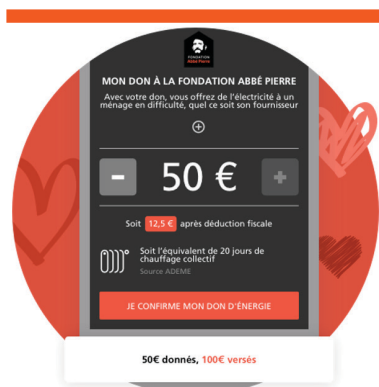 FONDATION
Abbé Pierre
MON DON À LA FONDATION ABBÉ PIERRE
Avec votre don, vous offrez de l'électricité à un
ménage en difficulté, quel ce soit son fournisseur
- 50 € +
Soit 12,5 € après déduction fiscale
Soit l'équivalent de 20 jours de
chauffage collectif
Source ADEME
JE CONFIRME MON DON D'ÉNERGIE
50€ donnés, 100€ versés